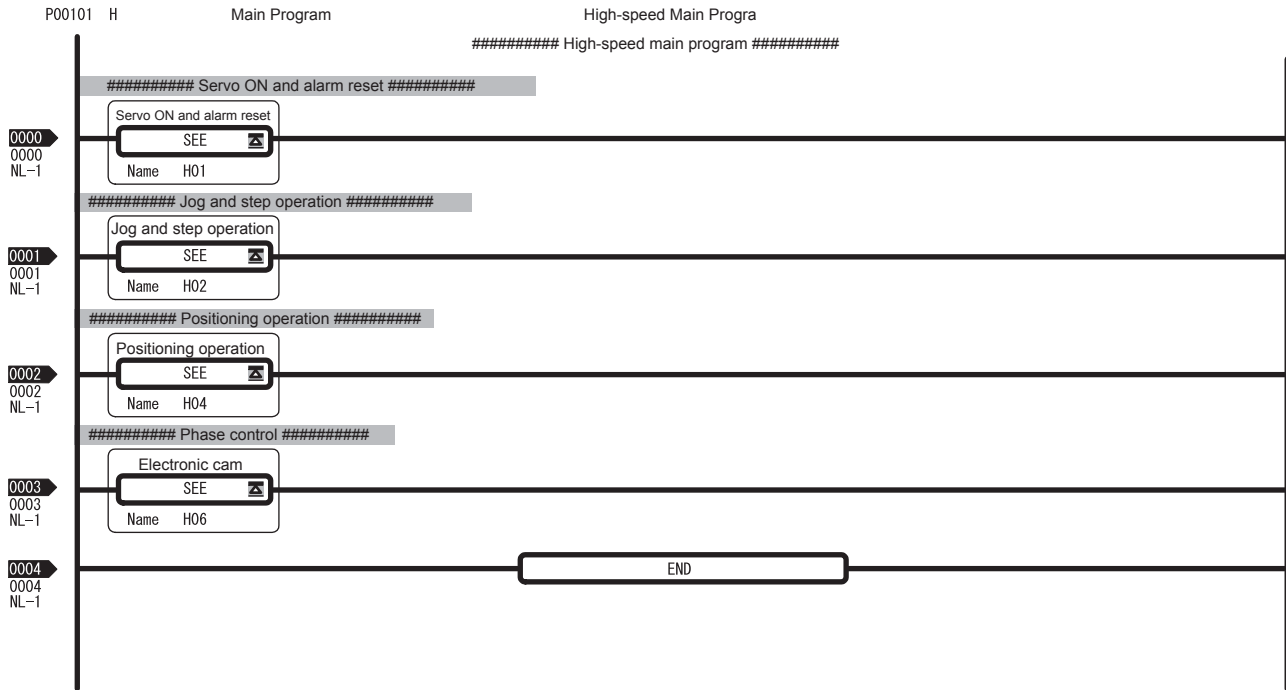 P00101 H Main Program High-speed Main Progra
########## High-speed main program ##########
########## Servo ON and alarm reset ##########
Servo ON and alarm reset
0000 SEE
0000
NL-1 Name H01
########## Jog and step operation ##########
Jog and step operation
0001 SEE
0001
NL-1 Name H02
########## Positioning operation ##########
Positioning operation
0002 SEE
0002
NL-1 Name H04
########## Phase control ##########
Electronic cam
0003 SEE
0003
NL-1 Name H06
0004 END
0004
NL-1